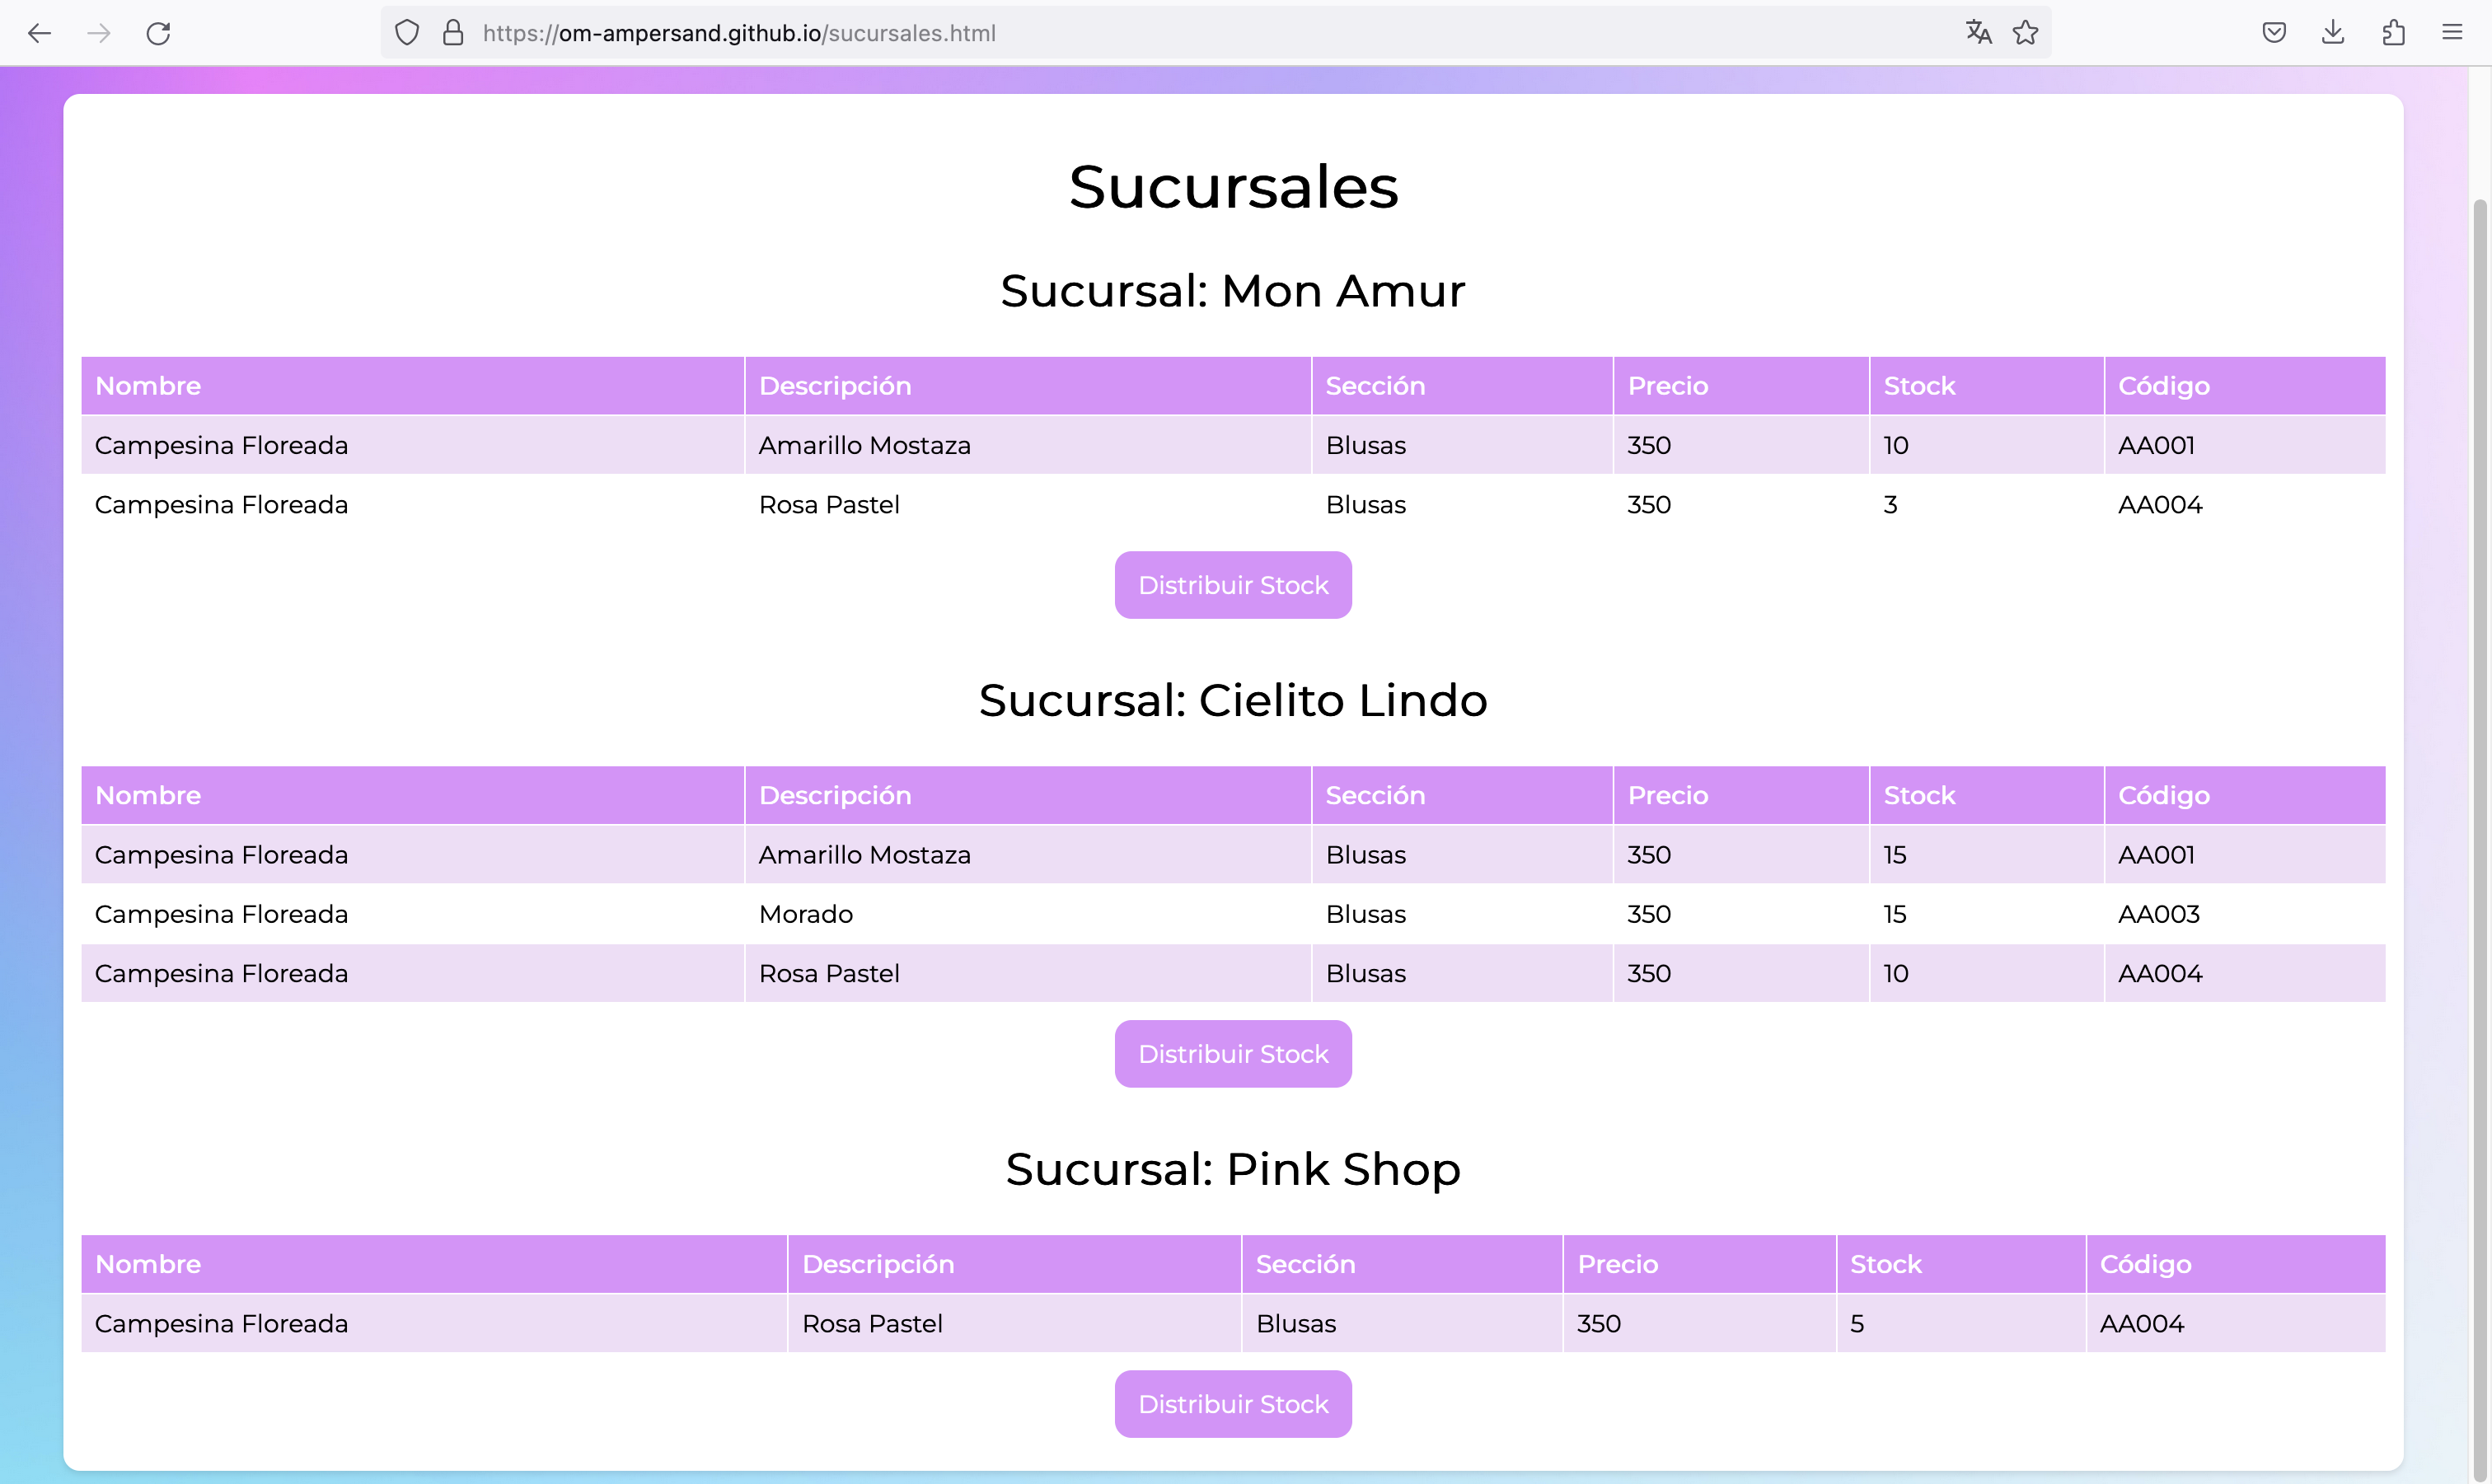 https://om-ampersand.github.io/sucursales.html
Sucursales
Sucursal: Mon Amur
Nombre Descripción Sección Precio Stock Código
Campesina Floreada Amarillo Mostaza Blusas 350 10 AA001
Campesina Floreada Rosa Pastel Blusas 350 3 AA004
Distribuir Stock
Sucursal: Cielito Lindo
Nombre Descripción Sección Precio Stock Código
Campesina Floreada Amarillo Mostaza Blusas 350 15 AA001
Campesina Floreada Morado Blusas 350 15 AA003
Campesina Floreada Rosa Pastel Blusas 350 10 AA004
Distribuir Stock
Sucursal: Pink Shop
Nombre Descripción Sección Precio Stock Código
Campesina Floreada Rosa Pastel Blusas 350 5 AA004
Distribuir Stock